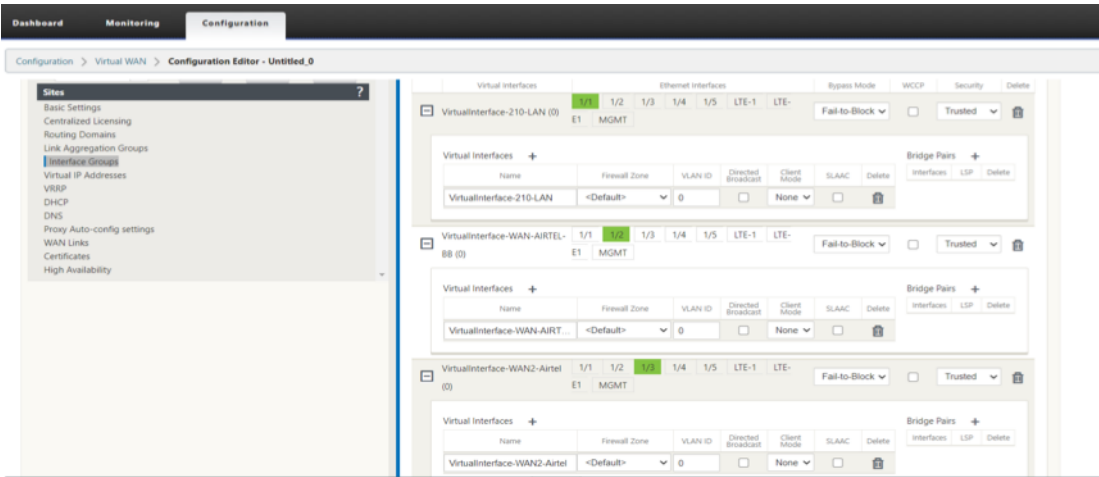 Dashboard Monitoring Configuration
Configuration > Virtual WAN > Configuration Editor - Untitled_0
Sites ?
Basic Settings
Centralized Licensing
Routing Domains
Link Aggregation Groups
Interface Groups
Virtual IP Addresses
VRRP
DHCP
DNS
Proxy Auto-config settings
WAN Links
Certificates
High Availability
Virtual Interfaces Ethernet Interfaces Bypass Mode WCCP Security Delete
VirtualInterface-210-LAN (0) 1/1 1/2 1/3 1/4 1/5 LTE-1 LTE-
E1 MGMT Fail-to-Block Trusted
Virtual Interfaces + Bridge Pairs +
Name Firewall Zone VLAN ID Directed Broadcast Client Mode SLAAC Delete Interfaces LSP Delete
VirtualInterface-210-LAN <Default> 0 None
VirtualInterface-WAN-AIRTEL- 1/1 1/2 1/3 1/4 1/5 LTE-1 LTE-
BB (0) E1 MGMT Fail-to-Block Trusted
Virtual Interfaces + Bridge Pairs +
Name Firewall Zone VLAN ID Directed Broadcast Client Mode SLAAC Delete Interfaces LSP Delete
VirtualInterface-WAN-AIRT... <Default> 0 None
VirtualInterface-WAN2-Airtel 1/1 1/2 1/3 1/4 1/5 LTE-1 LTE-
(0) E1 MGMT Fail-to-Block Trusted
Virtual Interfaces + Bridge Pairs +
Name Firewall Zone VLAN ID Directed Broadcast Client Mode SLAAC Delete Interfaces LSP Delete
VirtualInterface-WAN2-Airtel <Default> 0 None